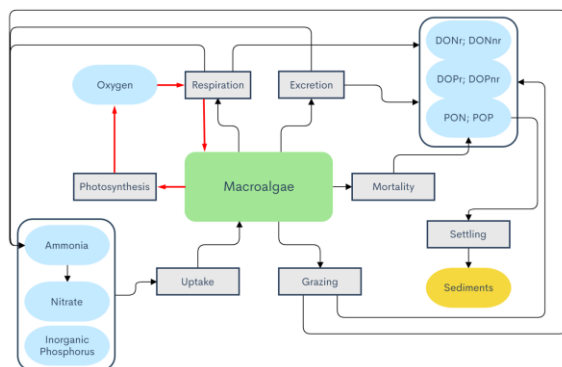 DONr; DONnr
Oxygen
Respiration
Excretion
DOPr; DOPnr
PON; POP
Photosynthesis
Macroalgae
Mortality
Ammonia
Settling
Uptake
Grazing
Sediments
Nitrate
Inorganic
Phosphorus